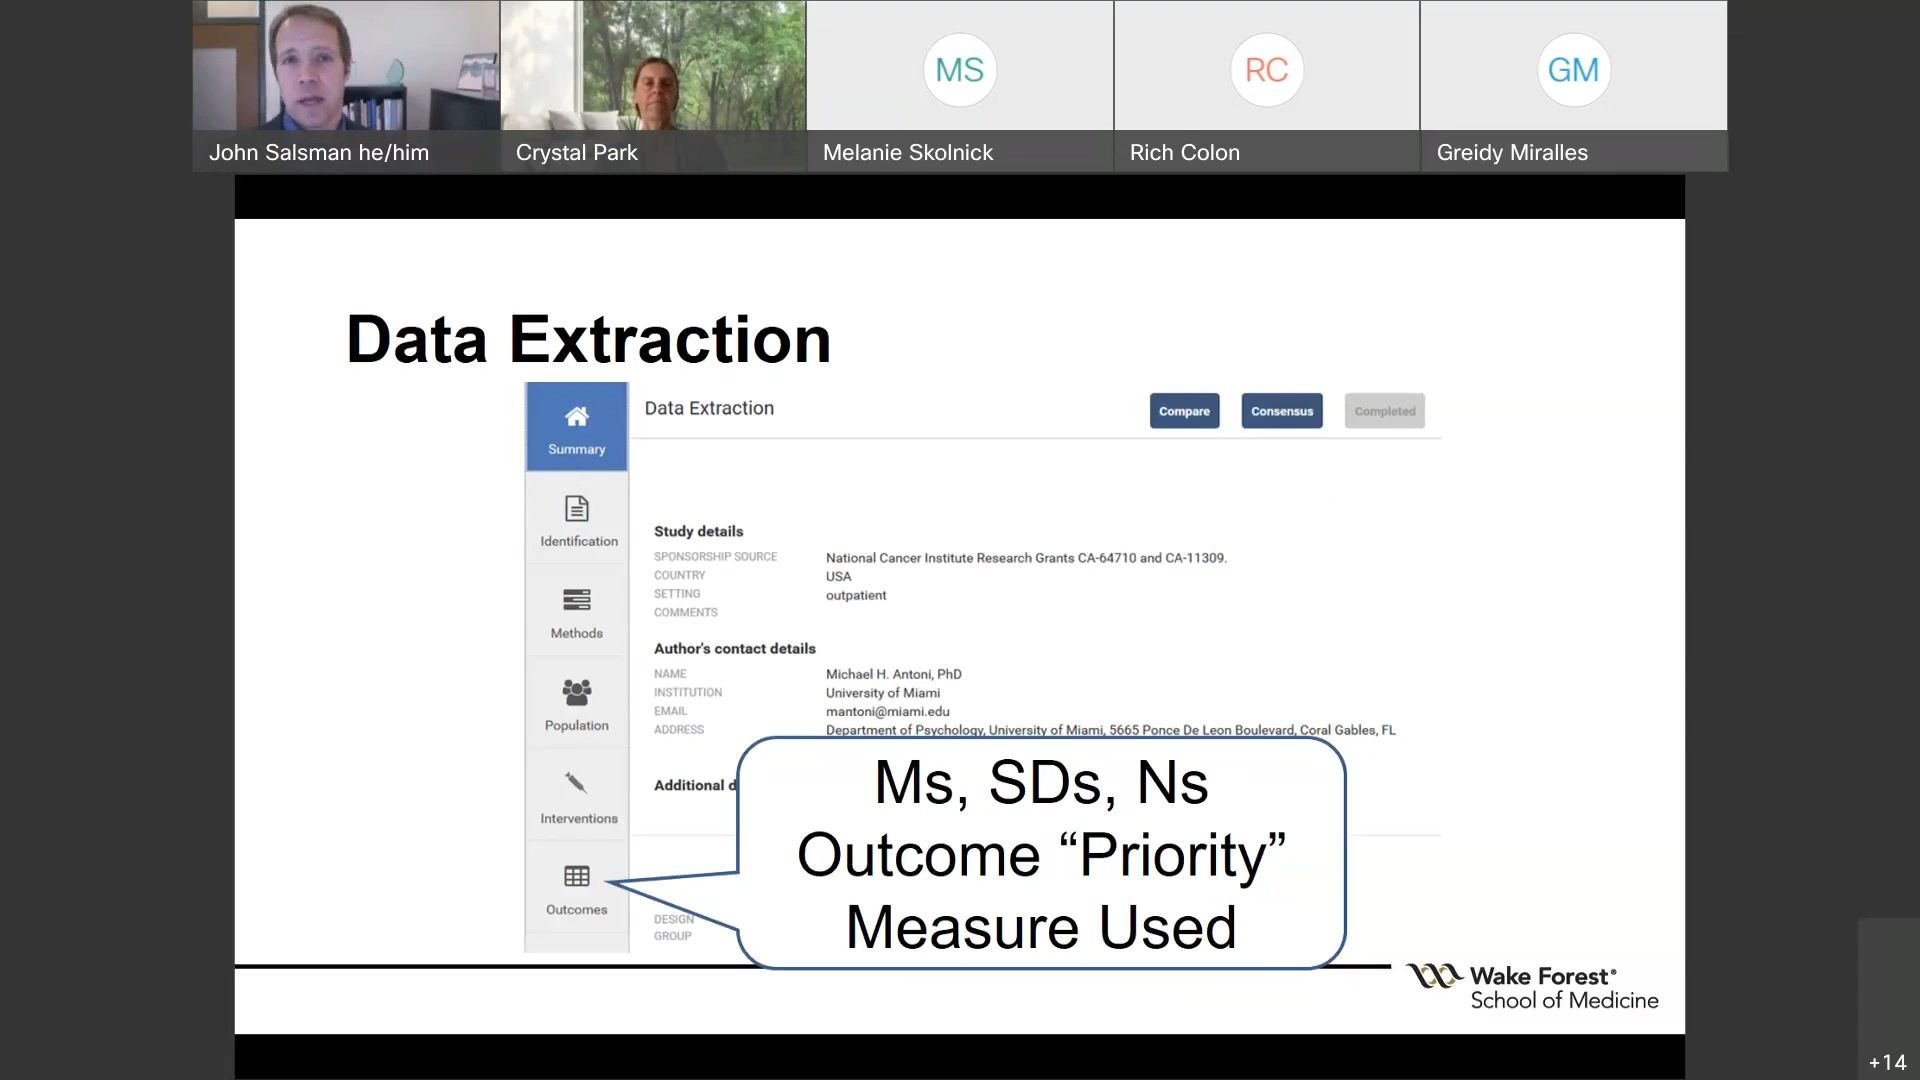 MS
RC
GM
John Salsman he/him
Crystal Park
Melanie Skolnick
Rich Colon
Greidy Miralles
Data Extraction
Summary
Identification
Methods
Population
Interventions
Outcomes
Data Extraction
Compare
Consensus
Completed
Study details
SPONSORSHIP SOURCE National Cancer Institute Research Grants CA-64710 and CA-11309.
COUNTRY USA
SETTING outpatient
COMMENTS
Author's contact details
NAME Michael H. Antoni, PhD
INSTITUTION University of Miami
EMAIL mantoni@miami.edu
ADDRESS Department of Psychology, University of Miami, 5665 Ponce De Leon Boulevard, Coral Gables, FL
Additional d
DESIGN
GROUP
Ms, SDs, Ns
Outcome “Priority”
Measure Used
Wake Forest®
School of Medicine
+14